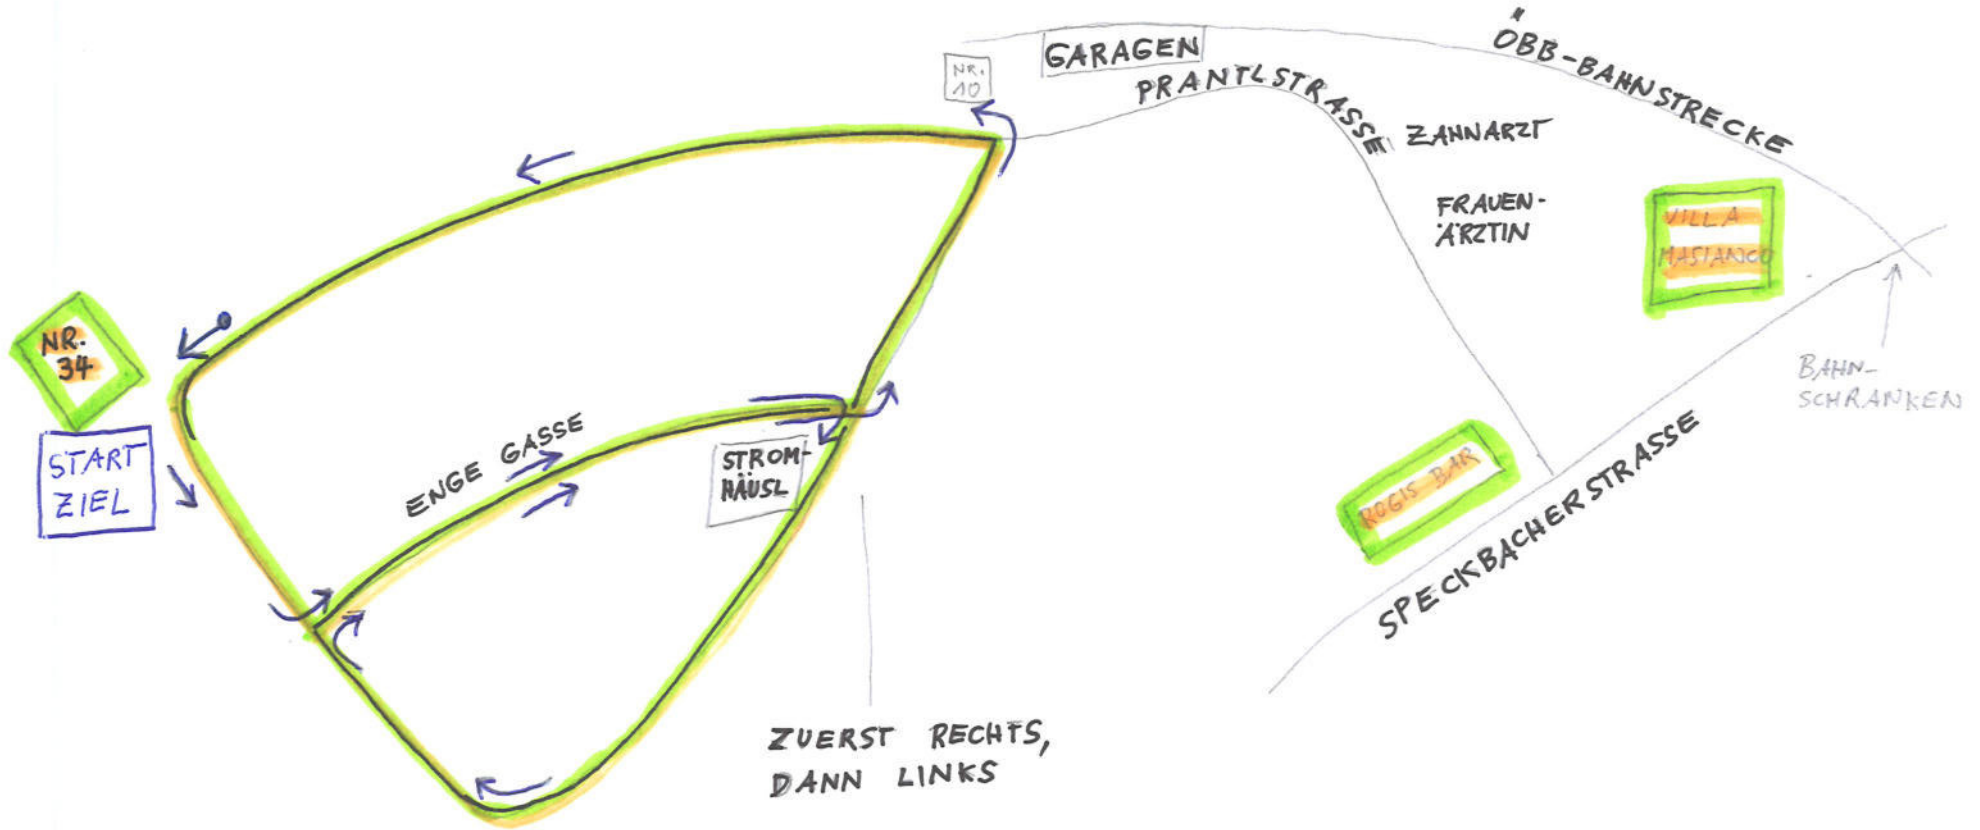 ÖBB-BAHNSTRECKE
GARAGEN
NR.
10
PRANTLSTRASSE
ZAHNARZT
FRAUEN-
ÄRZTIN
VILLA
MASIANCO
BAHN-
SCHRANKEN
NR.
34
START
ZIEL
ENGE GASSE
STROM-
HÄUSL
ROGIS BAR
SPECKBACHERSTRASSE
ZUERST RECHTS,
DANN LINKS